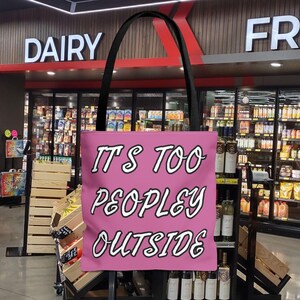 DAIRY
FR
IT'S TOO
PEOPLEY
OUTSIDE